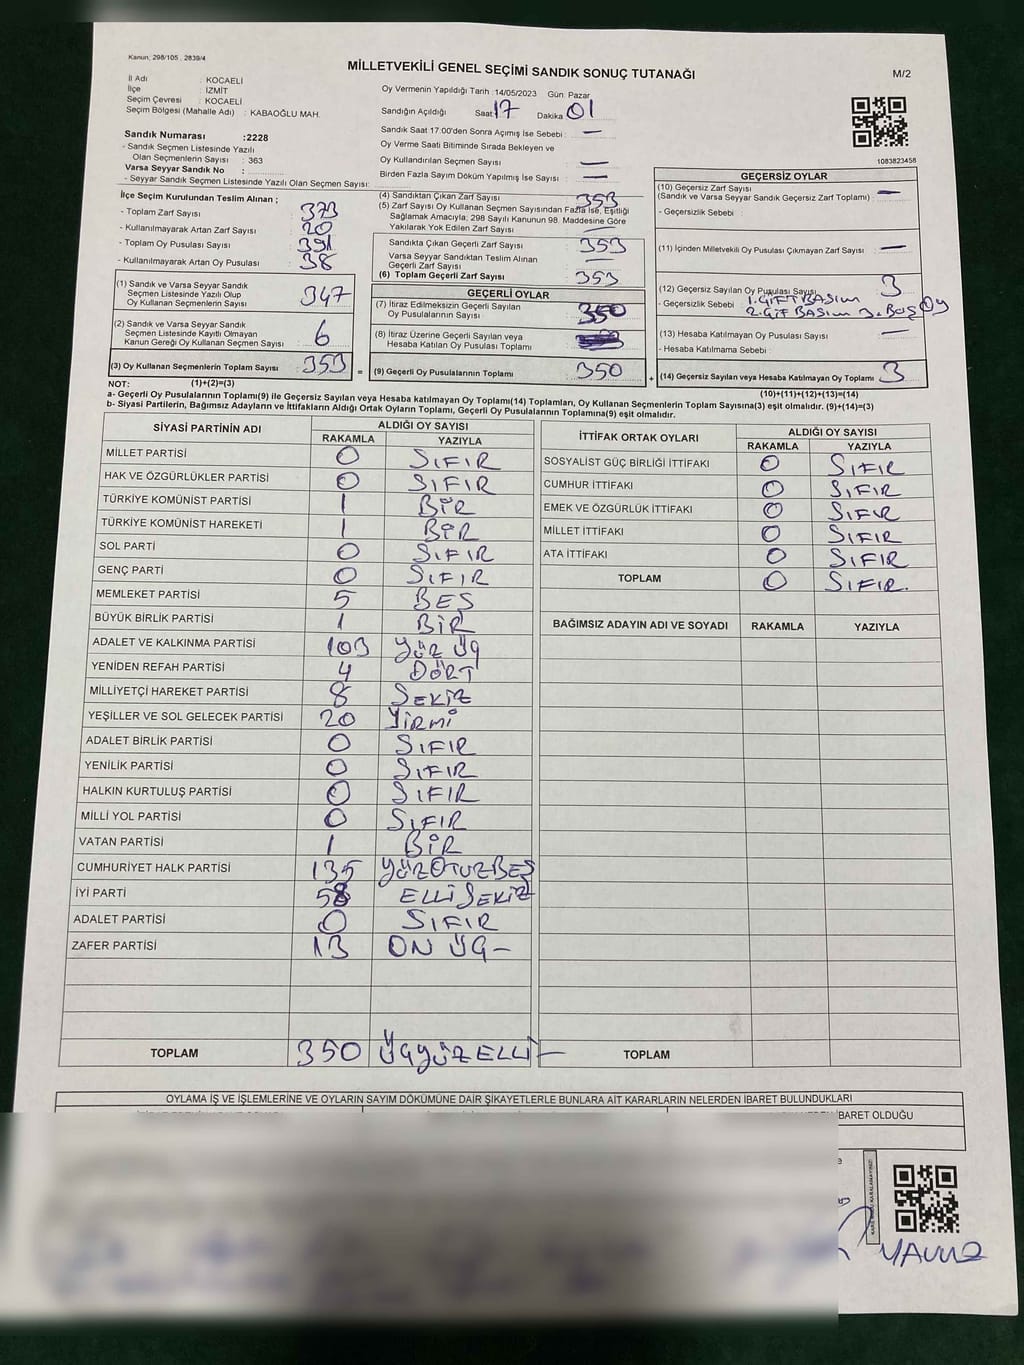 Kanun; 298/105 , 2839/4
MİLLETVEKİLİ GENEL SEÇİMİ SANDIK SONUÇ TUTANAĞI
M/2
İl Adı : KOCAELİ
İlçe : İZMİT
Seçim Çevresi : KOCAELİ
Seçim Bölgesi (Mahalle Adı) : KABAOĞLU MAH.
Oy Vermenin Yapıldığı Tarih :14/05/2023 Gün: Pazar
Sandığın Açıldığı Saat 17 Dakika 01
Sandık Saat 17.00'den Sonra Açımış İse Sebebi : —
Oy Verme Saati Bitiminde Sırada Bekleyen ve
Oy Kullandırılan Seçmen Sayısı : —
Birden Fazla Sayım Döküm Yapılmış İse Sayısı : —
Sandık Numarası :2228
- Sandık Seçmen Listesinde Yazılı
Olan Seçmenlerin Sayısı : 363
Varsa Seyyar Sandık No :
- Seyyar Sandık Seçmen Listesinde Yazılı Olan Seçmen Sayısı:
1083823458
İlçe Seçim Kurulundan Teslim Alınan ;
- Toplam Zarf Sayısı : 373
- Kullanılmayarak Artan Zarf Sayısı : 20
- Toplam Oy Pusulası Sayısı : 391
- Kullanılmayarak Artan Oy Pusulası : 38
(1) Sandık ve Varsa Seyyar Sandık
Seçmen Listesinde Yazılı Olup
Oy Kullanan Seçmenlerin Sayısı : 347
(2) Sandık ve Varsa Seyyar Sandık
Seçmen Listesinde Kayıtlı Olmayan
Kanun Gereği Oy Kullanan Seçmen Sayısı : 6
(3) Oy Kullanan Seçmenlerin Toplam Sayısı : 353
(4) Sandıktan Çıkan Zarf Sayısı : 353
(5) Zarf Sayısı Oy Kullanan Seçmen Sayısından Fazla İse, Eşitliği
Sağlamak Amacıyla, 298 Sayılı Kanunun 98. Maddesine Göre
Yakılarak Yok Edilen Zarf Sayısı : —
Sandıkta Çıkan Geçerli Zarf Sayısı : 353
Varsa Seyyar Sandıktan Teslim Alınan
Geçerli Zarf Sayısı : —
(6) Toplam Geçerli Zarf Sayısı : 353
GEÇERLİ OYLAR
(7) İtiraz Edilmeksizin Geçerli Sayılan
Oy Pusulalarının Sayısı : 350
(8) İtiraz Üzerine Geçerli Sayılan veya
Hesaba Katılan Oy Pusulası Toplamı :
= (9) Geçerli Oy Pusulalarının Toplamı : 350
GEÇERSİZ OYLAR
(10) Geçersiz Zarf Sayısı
(Sandık ve Varsa Seyyar Sandık Geçersiz Zarf Toplamı) : —
- Geçersizlik Sebebi :
(11) İçinden Milletvekili Oy Pusulası Çıkmayan Zarf Sayısı : —
(12) Geçersiz Sayılan Oy Pusulası Sayısı : 3
- Geçersizlik Sebebi : 1. ÇİFT BASIM
2. ÇİF BASIM 3. BOŞ OY
(13) Hesaba Katılmayan Oy Pusulası Sayısı : —
- Hesaba Katılmama Sebebi :
+ (14) Geçersiz Sayılan veya Hesaba Katılmayan Oy Toplamı : 3
NOT: (1)+(2)=(3)
(10)+(11)+(12)+(13)=(14)
a- Geçerli Oy Pusulalarının Toplamı(9) ile Geçersiz Sayılan veya Hesaba katılmayan Oy Toplamı(14) Toplamları, Oy Kullanan Seçmenlerin Toplam Sayısına(3) eşit olmalıdır. (9)+(14)=(3)
b- Siyasi Partilerin, Bağımsız Adayların ve İttifakların Aldığı Ortak Oyların Toplamı, Geçerli Oy Pusulalarının Toplamına(9) eşit olmalıdır.
SİYASİ PARTİNİN ADI ALDIĞI OY SAYISI
RAKAMLA YAZIYLA
MİLLET PARTİSİ 0 SIFIR
HAK VE ÖZGÜRLÜKLER PARTİSİ 0 SIFIR
TÜRKİYE KOMÜNİST PARTİSİ 1 BİR
TÜRKİYE KOMÜNİST HAREKETİ 1 BİR
SOL PARTİ 0 SIFIR
GENÇ PARTİ 0 SIFIR
MEMLEKET PARTİSİ 5 BEŞ
BÜYÜK BİRLİK PARTİSİ 1 BİR
ADALET VE KALKINMA PARTİSİ 103 YÜZ ÜÇ
YENİDEN REFAH PARTİSİ 4 DÖRT
MİLLİYETÇİ HAREKET PARTİSİ 8 SEKİZ
YEŞİLLER VE SOL GELECEK PARTİSİ 20 YİRMİ
ADALET BİRLİK PARTİSİ 0 SIFIR
YENİLİK PARTİSİ 0 SIFIR
HALKIN KURTULUŞ PARTİSİ 0 SIFIR
MİLLİ YOL PARTİSİ 0 SIFIR
VATAN PARTİSİ 1 BİR
CUMHURİYET HALK PARTİSİ 135 YÜZOTUZBEŞ
İYİ PARTİ 58 ELLİ SEKİZ
ADALET PARTİSİ 0 SIFIR
ZAFER PARTİSİ 13 ON ÜÇ —
TOPLAM 350 ÜÇYÜZELLİ —
İTTİFAK ORTAK OYLARI ALDIĞI OY SAYISI
RAKAMLA YAZIYLA
SOSYALİST GÜÇ BİRLİĞİ İTTİFAKI 0 SIFIR
CUMHUR İTTİFAKI 0 SIFIR
EMEK VE ÖZGÜRLÜK İTTİFAKI 0 SIFIR
MİLLET İTTİFAKI 0 SIFIR
ATA İTTİFAKI 0 SIFIR
TOPLAM 0 SIFIR.
BAĞIMSIZ ADAYIN ADI VE SOYADI RAKAMLA YAZIYLA
TOPLAM
OYLAMA İŞ VE İŞLEMLERİNE VE OYLARIN SAYIM DÖKÜMÜNE DAİR ŞİKAYETLERLE BUNLARA AİT KARARLARIN NELERDEN İBARET BULUNDUKLARI
İBARET OLDUĞU
YAVUZ